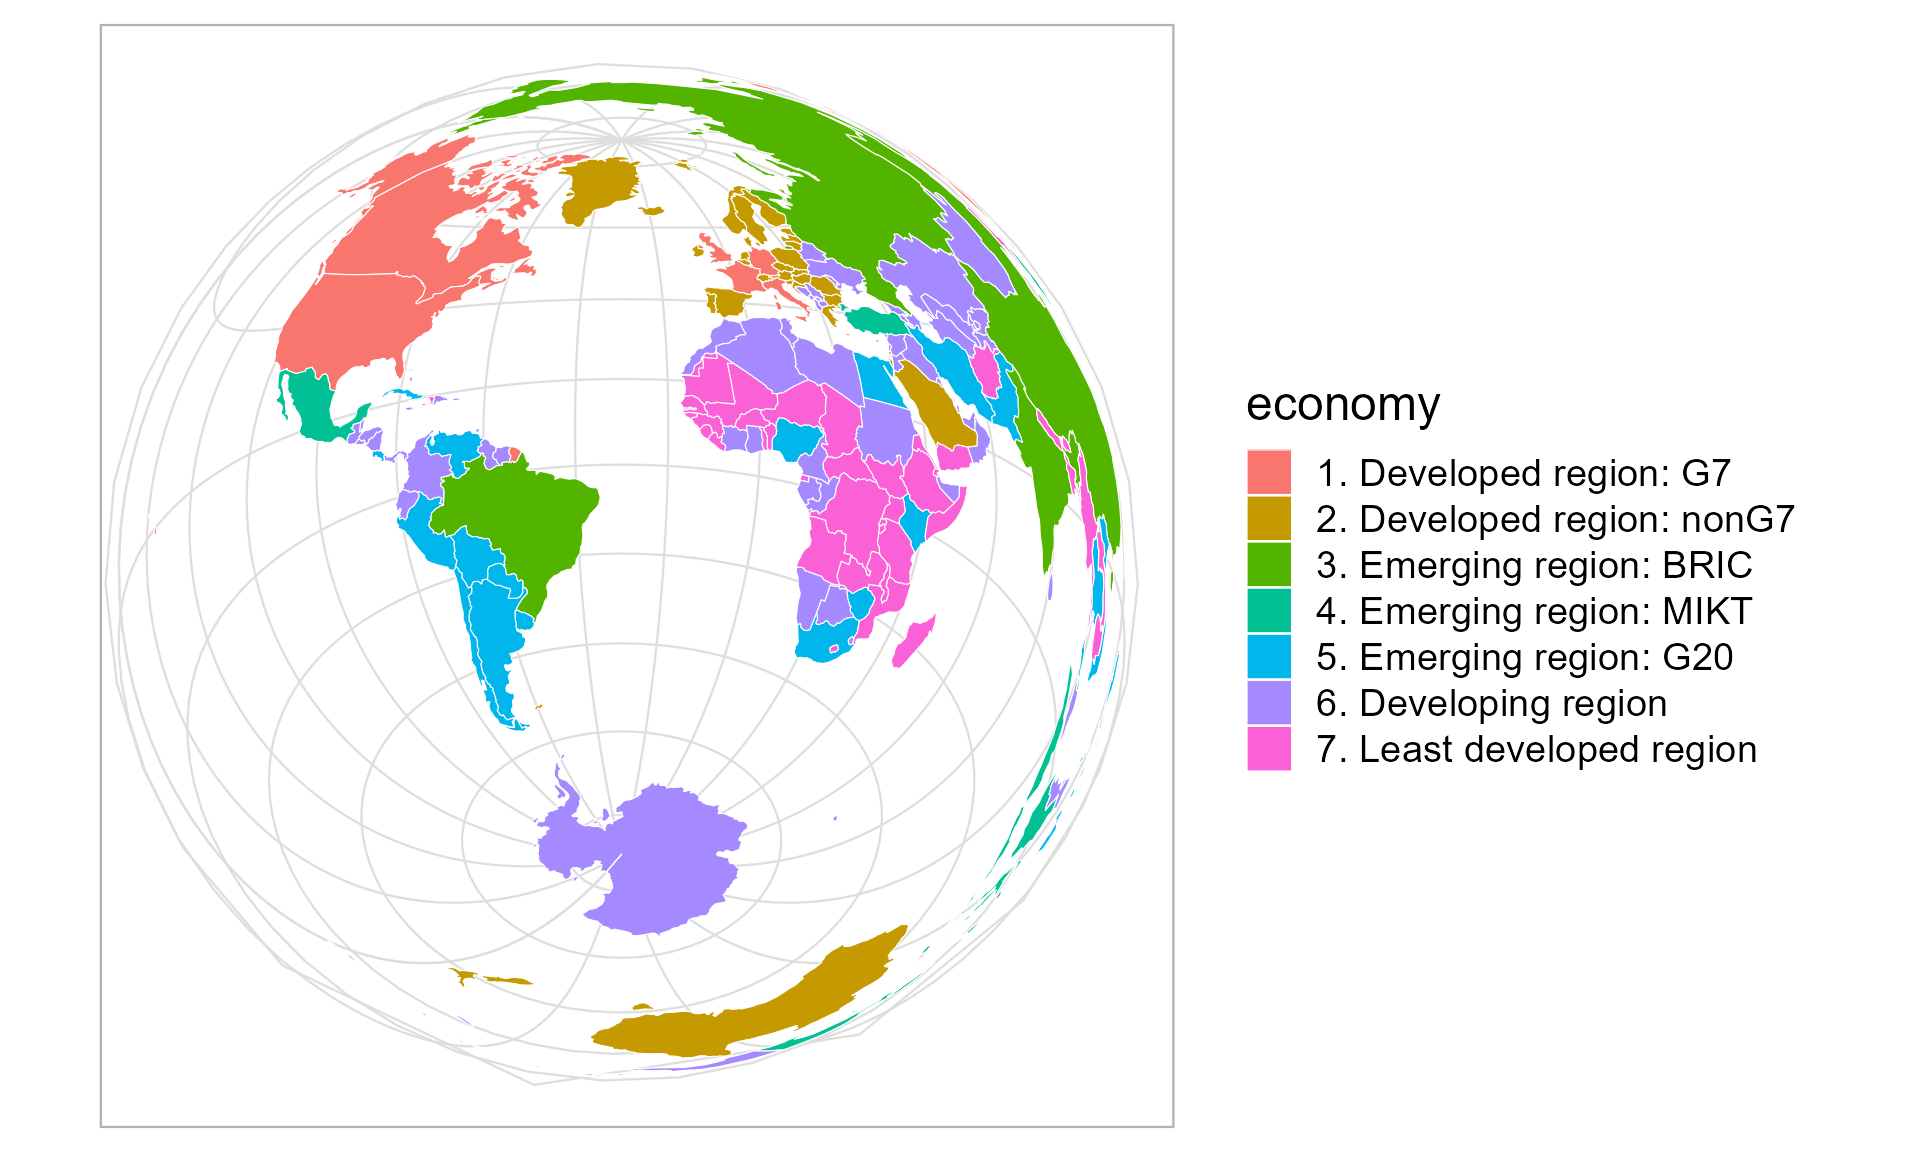 economy
1. Developed region: G7
2. Developed region: nonG7
3. Emerging region: BRIC
4. Emerging region: MIKT
5. Emerging region: G20
6. Developing region
7. Least developed region